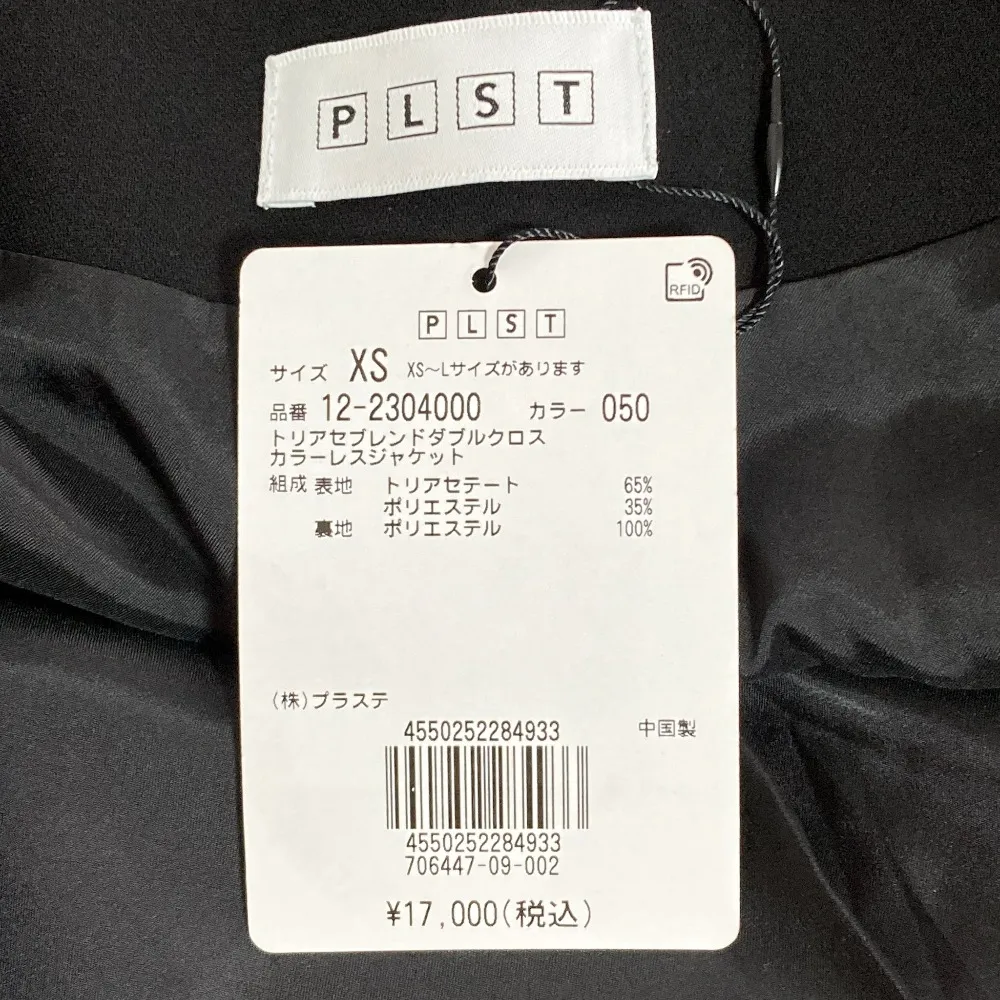 PLST
RFID
PLST
サイズ XS XS〜Lサイズがあります
品番 12-2304000 カラー 050
トリアセブレンドダブルクロス
カラーレスジャケット
組成 表地 トリアセテート 65%
ポリエステル 35%
裏地 ポリエステル 100%
(株)プラステ
4550252284933 中国製
4550252284933
706447-09-002
¥17,000(税込)